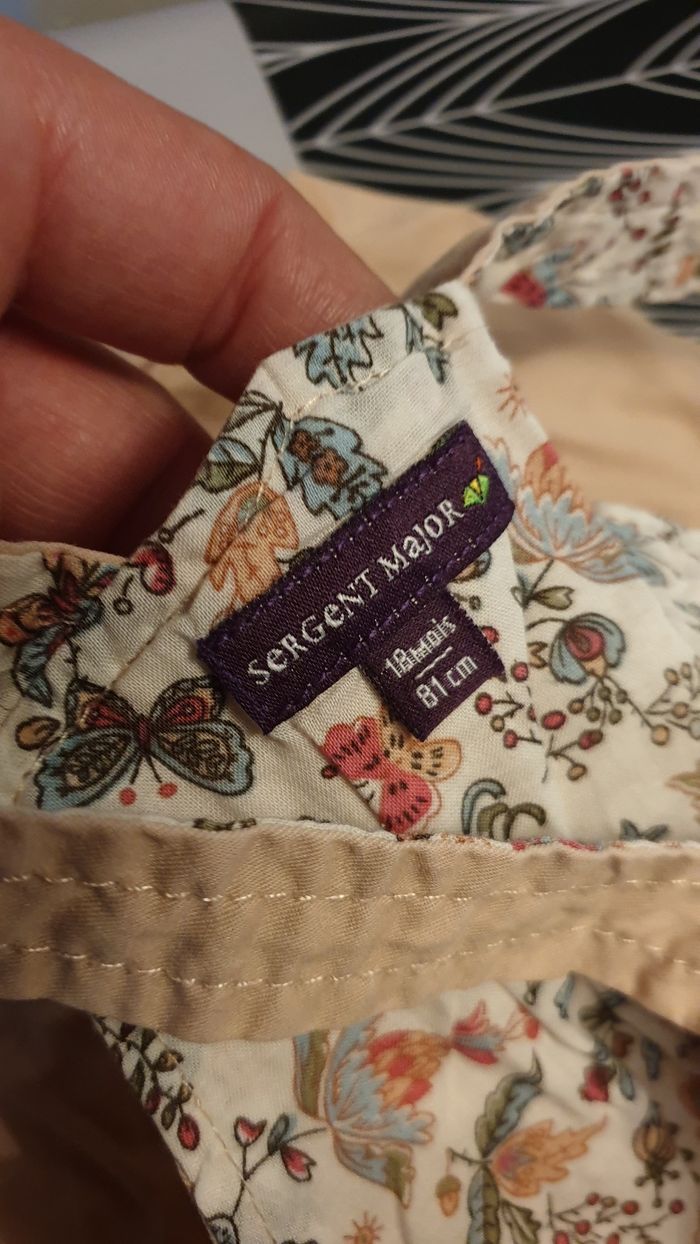 SeRGeNT MaJOR
18 MOIS
81 cm